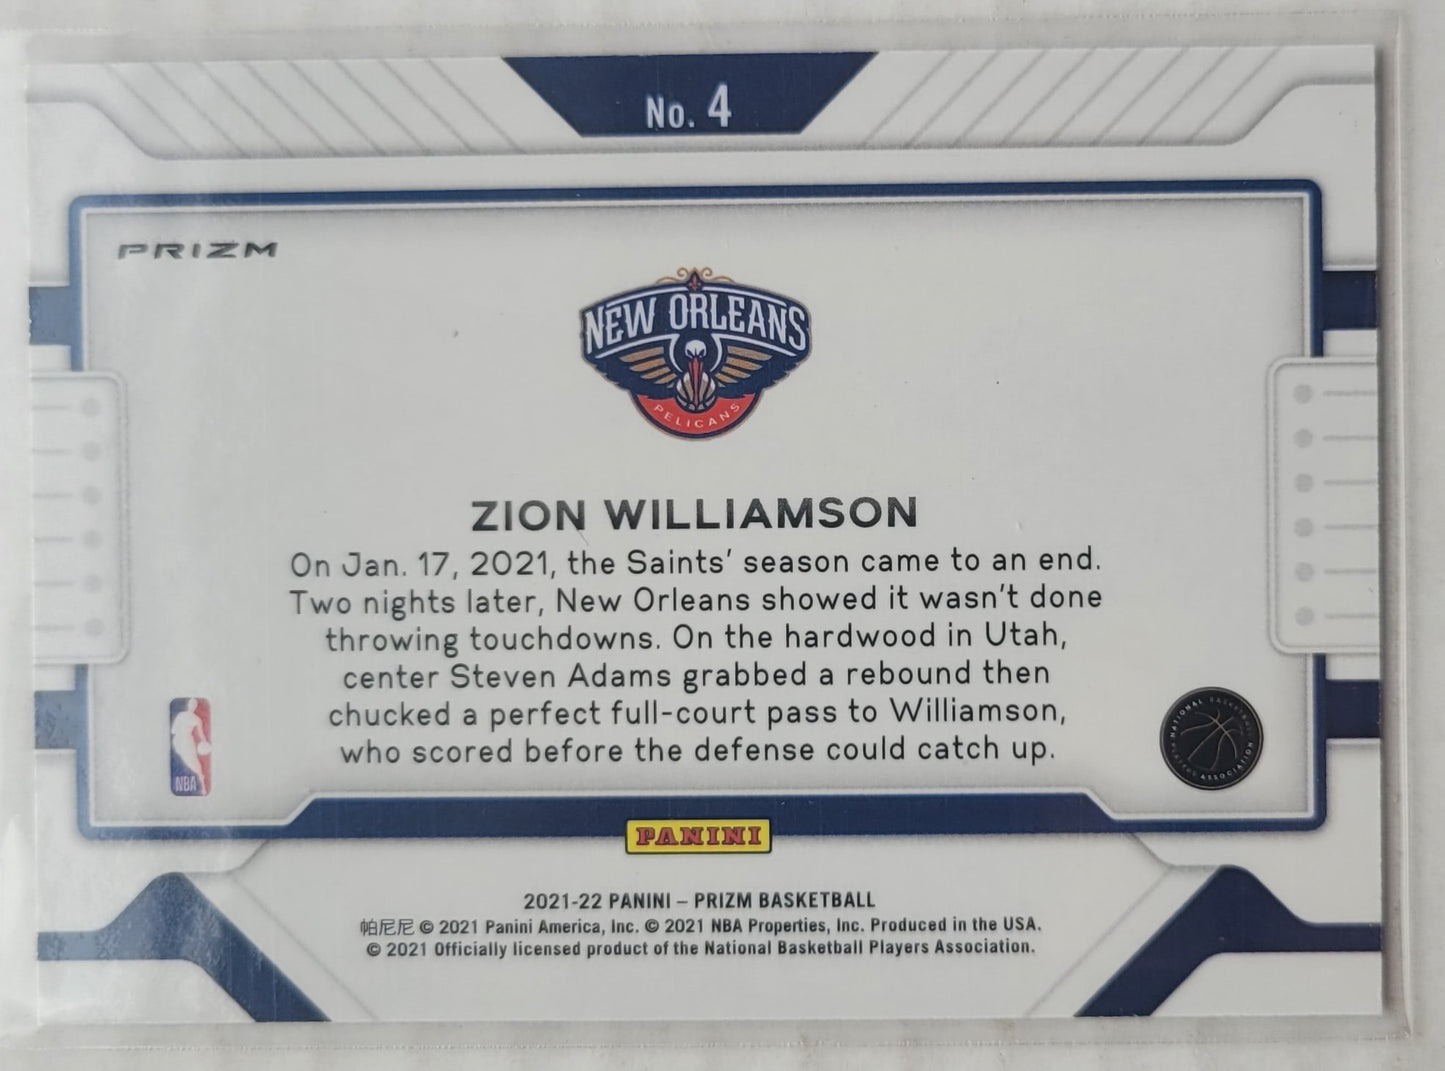 No. 4
PRIZM
NEW ORLEANS
PELICANS
ZION WILLIAMSON
On Jan. 17, 2021, the Saints' season came to an end.
Two nights later, New Orleans showed it wasn't done
throwing touchdowns. On the hardwood in Utah,
center Steven Adams grabbed a rebound then
chucked a perfect full-court pass to Williamson,
who scored before the defense could catch up.
NBA
NATIONAL BASKETBALL PLAYERS ASSOCIATION
PANINI
2021-22 PANINI – PRIZM BASKETBALL
帕尼尼 © 2021 Panini America, Inc. © 2021 NBA Properties, Inc. Produced in the USA.
© 2021 Officially licensed product of the National Basketball Players Association.